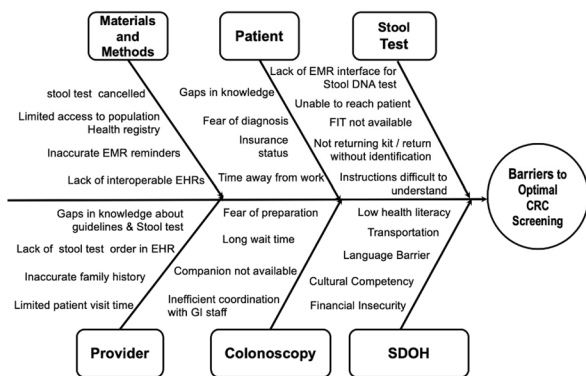 Materials
and
Methods
stool test cancelled
Limited access to population
Health registry
Inaccurate EMR reminders
Lack of interoperable EHRs
Patient
Gaps in knowledge
Fear of diagnosis
Insurance
status
Time away from work
Stool
Test
Lack of EMR interface for
Stool DNA test
Unable to reach patient
FIT not available
Not returning kit / return
without identification
Instructions difficult to
understand
Barriers to
Optimal
CRC
Screening
Gaps in knowledge about
guidelines & Stool test
Lack of stool test order in EHR
Inaccurate family history
Limited patient visit time
Provider
Fear of preparation
Long wait time
Companion not available
Inefficient coordination
with GI staff
Colonoscopy
Low health literacy
Transportation
Language Barrier
Cultural Competency
Financial Insecurity
SDOH